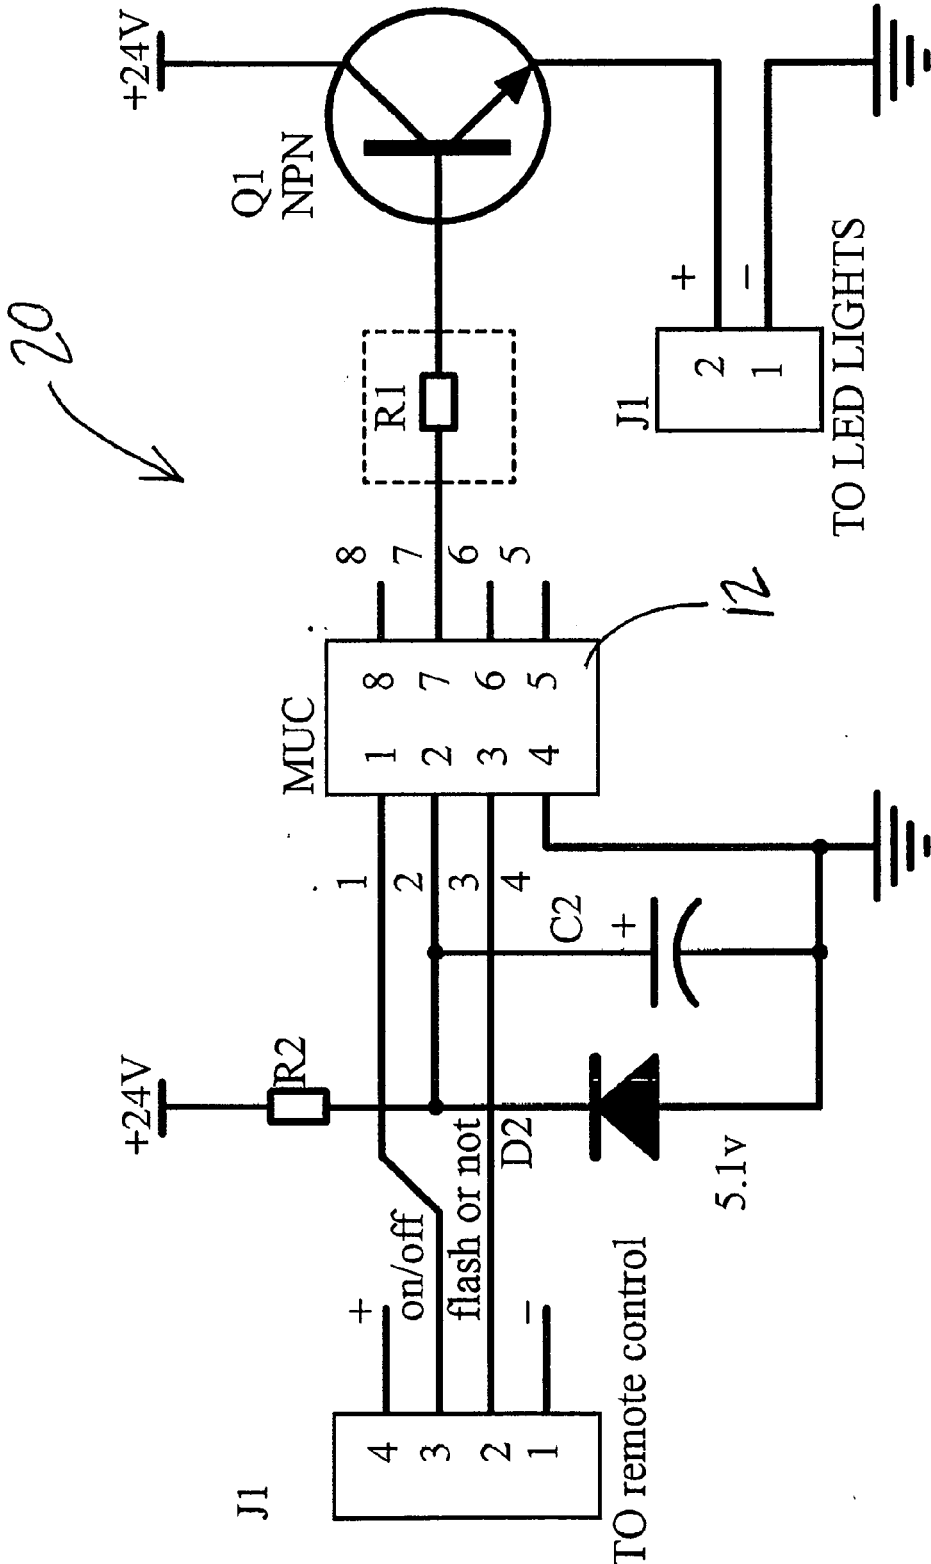 20
+24V
+24V
Q1
NPN
J1
R2
MUC
R1
+
4
on/off
3
flash or not
2
−
1
TO remote control
1
2
3
4
1
8
2
7
3
6
4
5
8
7
6
5
D2
5.1v
C2
+
12
J1
+
2
−
1
TO LED LIGHTS